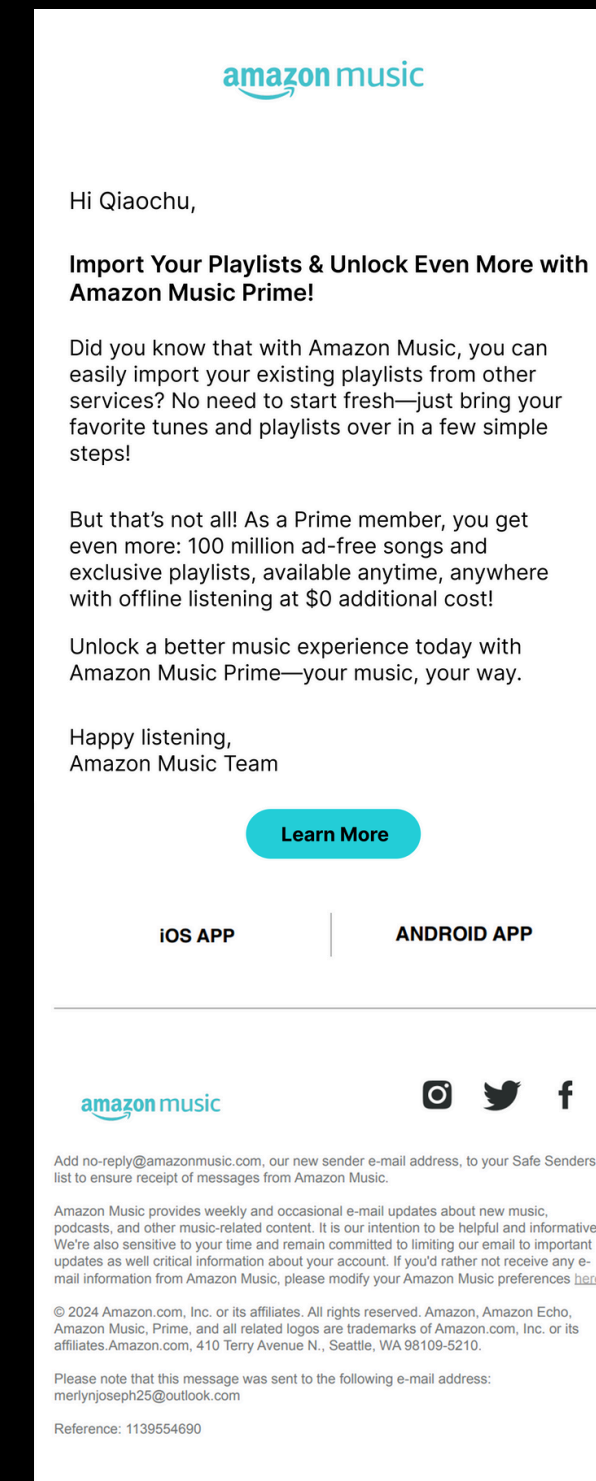 amazon music
Hi Qiaochu,
Import Your Playlists & Unlock Even More with
Amazon Music Prime!
Did you know that with Amazon Music, you can
easily import your existing playlists from other
services? No need to start fresh—just bring your
favorite tunes and playlists over in a few simple
steps!
But that’s not all! As a Prime member, you get
even more: 100 million ad-free songs and
exclusive playlists, available anytime, anywhere
with offline listening at $0 additional cost!
Unlock a better music experience today with
Amazon Music Prime—your music, your way.
Happy listening,
Amazon Music Team
Learn More
iOS APP
ANDROID APP
amazon music
Add no-reply@amazonmusic.com, our new sender e-mail address, to your Safe Senders
list to ensure receipt of messages from Amazon Music.
Amazon Music provides weekly and occasional e-mail updates about new music,
podcasts, and other music-related content. It is our intention to be helpful and informative
We're also sensitive to your time and remain committed to limiting our email to important
updates as well critical information about your account. If you'd rather not receive any e-
mail information from Amazon Music, please modify your Amazon Music preferences here
© 2024 Amazon.com, Inc. or its affiliates. All rights reserved. Amazon, Amazon Echo,
Amazon Music, Prime, and all related logos are trademarks of Amazon.com, Inc. or its
affiliates.Amazon.com, 410 Terry Avenue N., Seattle, WA 98109-5210.
Please note that this message was sent to the following e-mail address:
merlynjoseph25@outlook.com
Reference: 1139554690